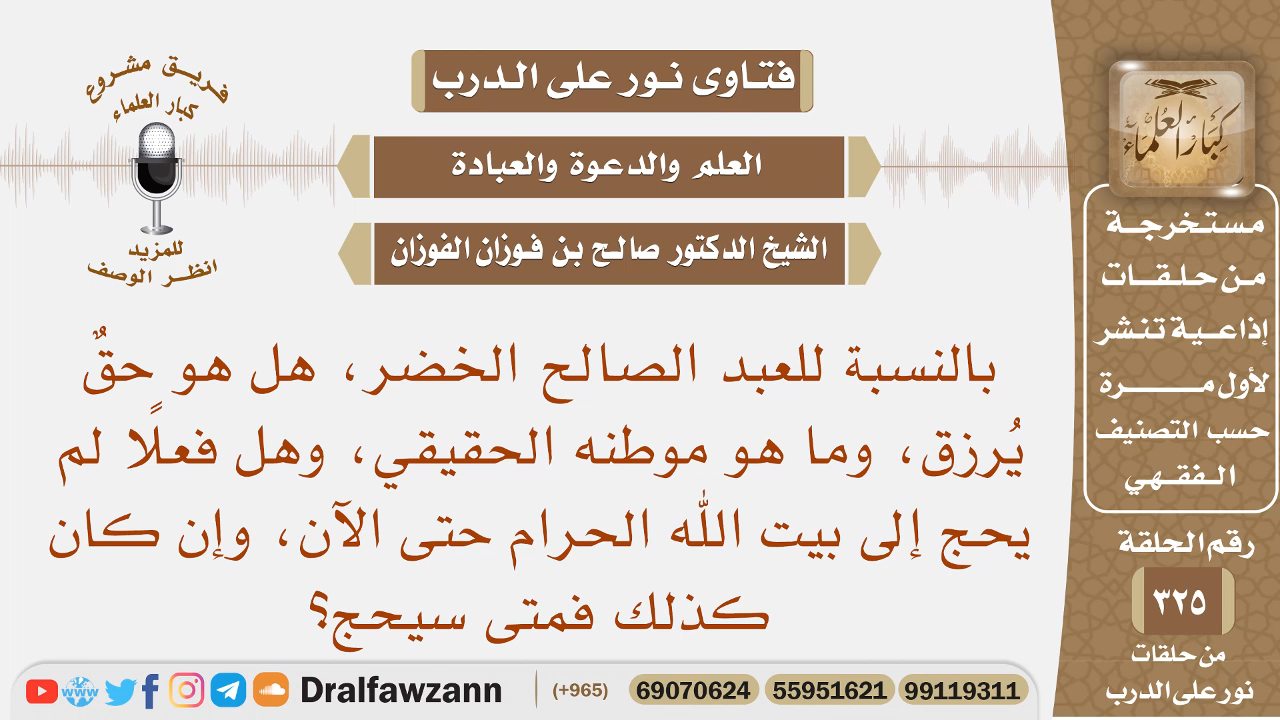 فتاوى نور على الدرب
العلم والدعوة والعبادة
الشيخ الدكتور صالح بن فوزان الفوزان
فريق مشروع
كبار العلماء
للمزيد
انظر الوصف
بالنسبة للعبد الصالح الخضر، هل هو حقٌ
يُرزق، وما هو موطنه الحقيقي، وهل فعلًا لم
يحج إلى بيت الله الحرام حتى الآن، وإن كان
كذلك فمتى سيحج؟
كبار العلماء
مستخرجة
من حلقات
إذاعية تنشر
لأول مرة
حسب التصنيف
الفقهي
رقم الحلقة
٣٢٥
من حلقات
نور على الدرب
www Dralfawzann (+965) 69070624 55951621 99119311